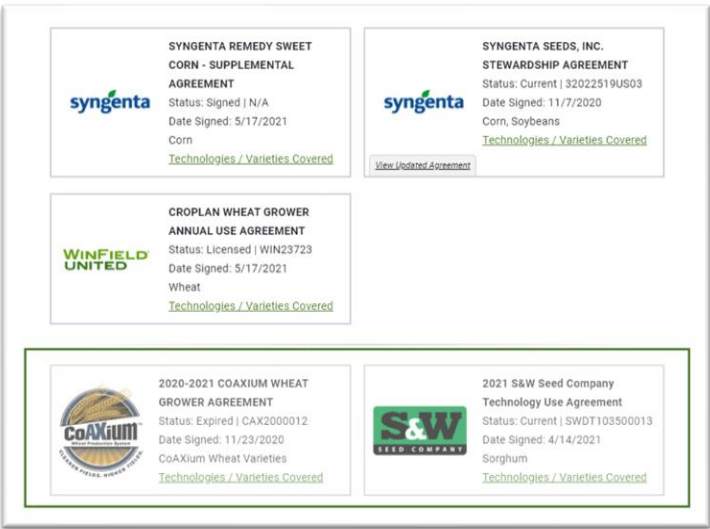 SYNGENTA REMEDY SWEET
CORN - SUPPLEMENTAL
AGREEMENT
syngenta
Status: Signed | N/A
Date Signed: 5/17/2021
Corn
Technologies / Varieties Covered
SYNGENTA SEEDS, INC.
STEWARDSHIP AGREEMENT
syngenta
Status: Current | 32022519US03
Date Signed: 11/7/2020
Corn, Soybeans
Technologies / Varieties Covered
View Updated Agreement
CROPLAN WHEAT GROWER
ANNUAL USE AGREEMENT
WINFIELD
UNITED
Status: Licensed | WIN23723
Date Signed: 5/17/2021
Wheat
Technologies / Varieties Covered
2020-2021 COAXIUM WHEAT
GROWER AGREEMENT
CoAXium
Wheat Production System
CLEANER FIELDS. HIGHER YIELDS.
Status: Expired | CAX2000012
Date Signed: 11/23/2020
CoAXium Wheat Varieties
Technologies / Varieties Covered
2021 S&W Seed Company
Technology Use Agreement
S&W
SEED COMPANY
Status: Current | SWDT103500013
Date Signed: 4/14/2021
Sorghum
Technologies / Varieties Covered